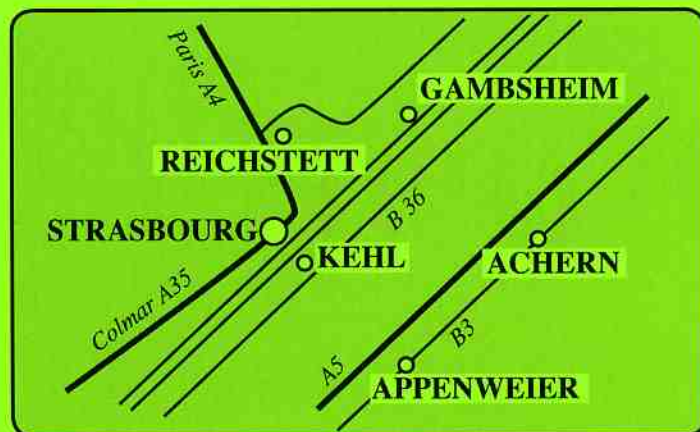 Paris A4
GAMBSHEIM
REICHSTETT
B 36
STRASBOURG
KEHL
ACHERN
Colmar A35
B3
A5
APPENWEIER